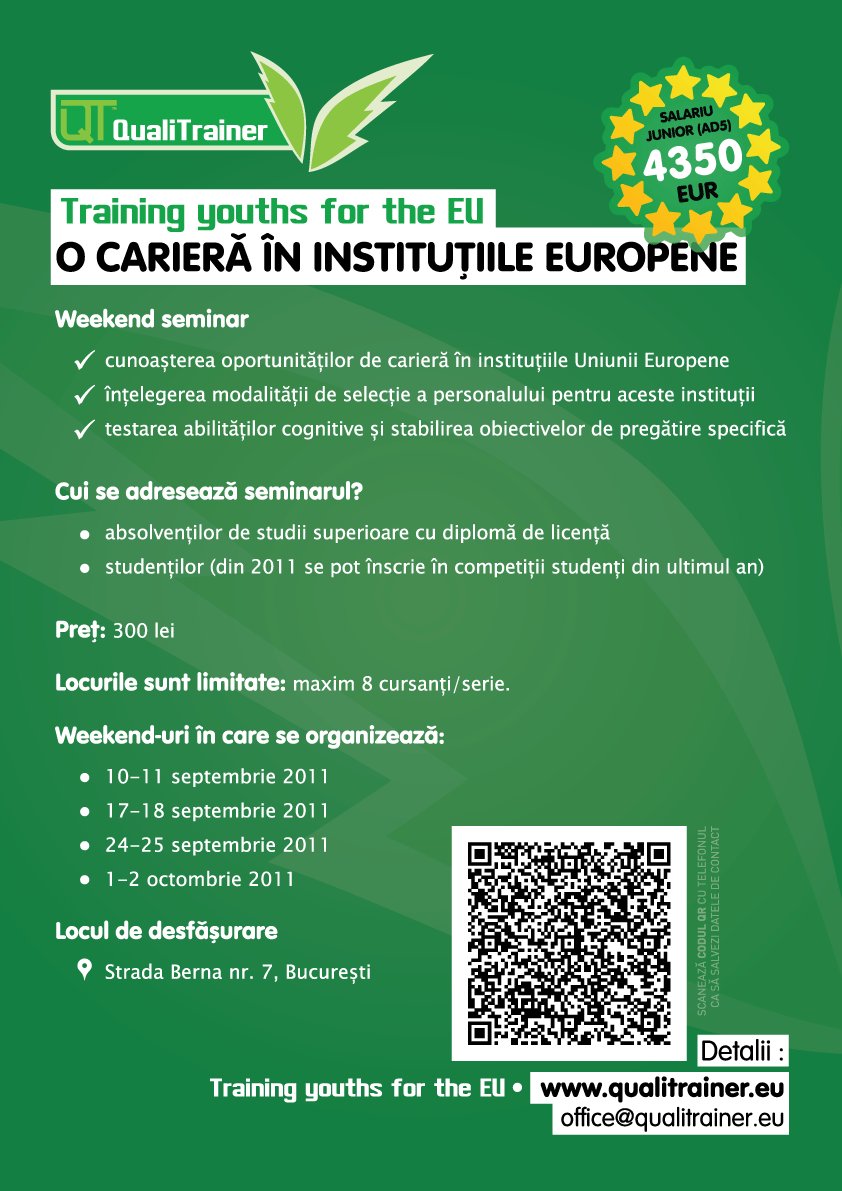 QT™ QualiTrainer
SALARIU
JUNIOR (AD5)
4350
EUR
Training youths for the EU
O CARIERĂ ÎN INSTITUȚIILE EUROPENE
Weekend seminar
cunoașterea oportunităților de carieră în instituțiile Uniunii Europene
înțelegerea modalității de selecție a personalului pentru aceste instituții
testarea abilităților cognitive și stabilirea obiectivelor de pregătire specifică
Cui se adresează seminarul?
absolvenților de studii superioare cu diplomă de licență
studenților (din 2011 se pot înscrie în competiții studenți din ultimul an)
Preț: 300 lei
Locurile sunt limitate: maxim 8 cursanți/serie.
Weekend-uri în care se organizează:
10-11 septembrie 2011
17-18 septembrie 2011
24-25 septembrie 2011
1-2 octombrie 2011
Locul de desfășurare
Strada Berna nr. 7, București
SCANEAZĂ CODUL QR CU TELEFONUL
CA SĂ SALVEZI DATELE DE CONTACT
Detalii :
Training youths for the EU • www.qualitrainer.eu
office@qualitrainer.eu